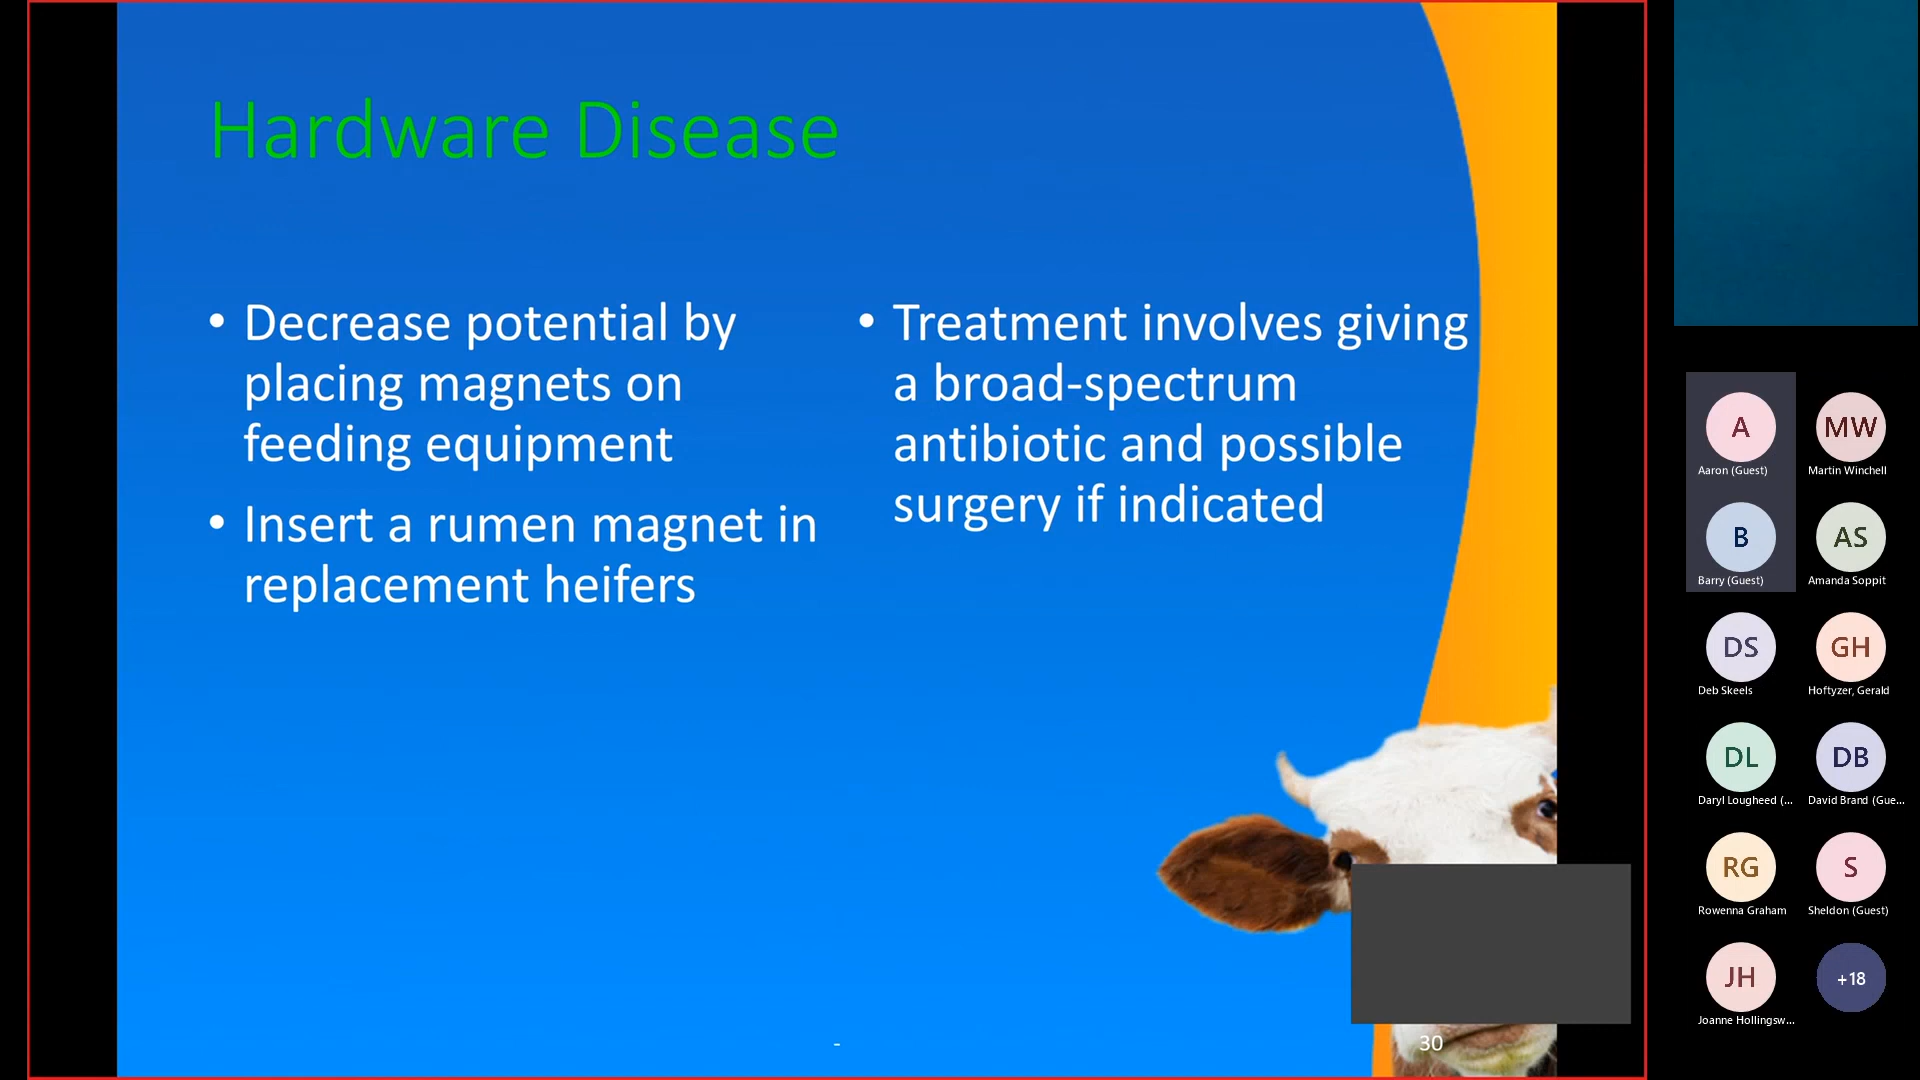 Hardware Disease
• Decrease potential by
placing magnets on
feeding equipment
• Insert a rumen magnet in
replacement heifers
• Treatment involves giving
a broad-spectrum
antibiotic and possible
surgery if indicated
-
30
A
Aaron (Guest)
MW
Martin Winchell
B
Barry (Guest)
AS
Amanda Soppit
DS
Deb Skeels
GH
Hoftyzer, Gerald
DL
Daryl Lougheed (...
DB
David Brand (Gue...
RG
Rowenna Graham
S
Sheldon (Guest)
JH
Joanne Hollingsw...
+18